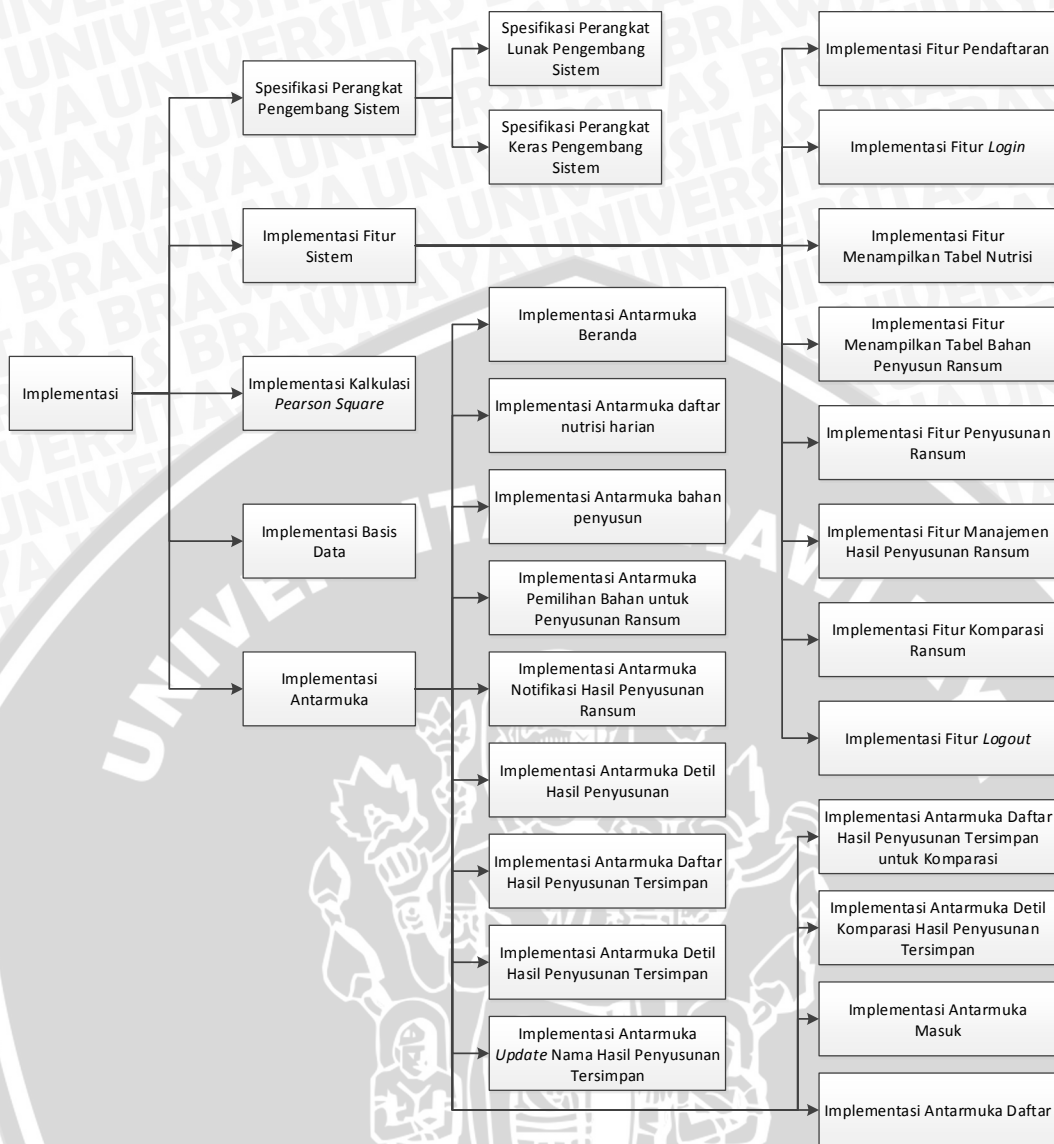 Implementasi
Spesifikasi Perangkat
Pengembang Sistem
Spesifikasi Perangkat
Lunak Pengembang
Sistem
Spesifikasi Perangkat
Keras Pengembang
Sistem
Implementasi Fitur
Sistem
Implementasi Fitur Pendaftaran
Implementasi Fitur Login
Implementasi Fitur
Menampilkan Tabel Nutrisi
Implementasi Fitur
Menampilkan Tabel Bahan
Penyusun Ransum
Implementasi Fitur Penyusunan
Ransum
Implementasi Fitur Manajemen
Hasil Penyusunan Ransum
Implementasi Fitur Komparasi
Ransum
Implementasi Fitur Logout
Implementasi Kalkulasi
Pearson Square
Implementasi Basis
Data
Implementasi
Antarmuka
Implementasi Antarmuka
Beranda
Implementasi Antarmuka daftar
nutrisi harian
Implementasi Antarmuka bahan
penyusun
Implementasi Antarmuka
Pemilihan Bahan untuk
Penyusunan Ransum
Implementasi Antarmuka
Notifikasi Hasil Penyusunan
Ransum
Implementasi Antarmuka Detil
Hasil Penyusunan
Implementasi Antarmuka Daftar
Hasil Penyusunan Tersimpan
Implementasi Antarmuka Detil
Hasil Penyusunan Tersimpan
Implementasi Antarmuka
Update Nama Hasil Penyusunan
Tersimpan
Implementasi Antarmuka Daftar
Hasil Penyusunan Tersimpan
untuk Komparasi
Implementasi Antarmuka Detil
Komparasi Hasil Penyusunan
Tersimpan
Implementasi Antarmuka
Masuk
Implementasi Antarmuka Daftar